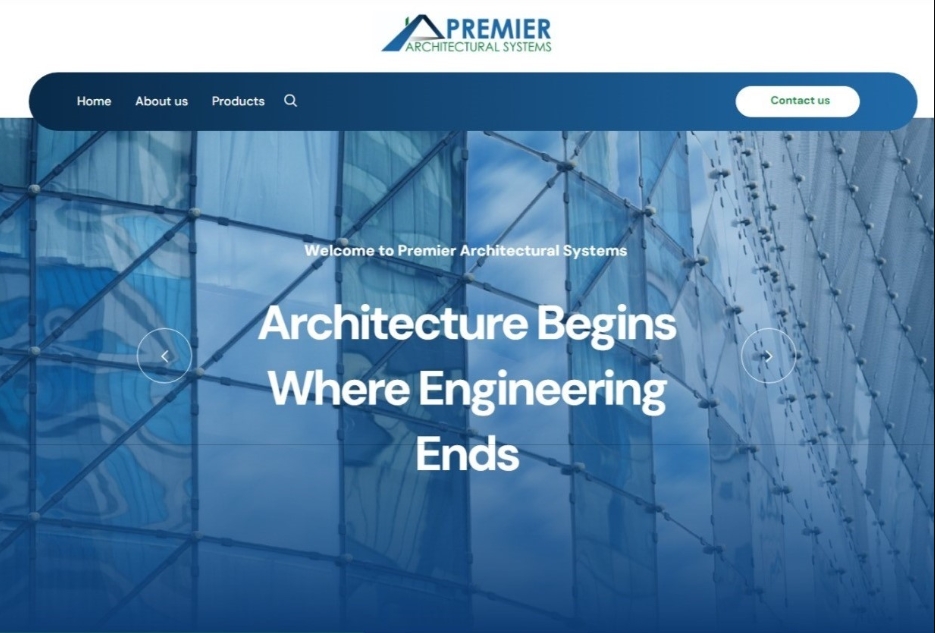 PREMIER
ARCHITECTURAL SYSTEMS
Home About us Products Contact us
Welcome to Premier Architectural Systems
Architecture Begins
Where Engineering
Ends